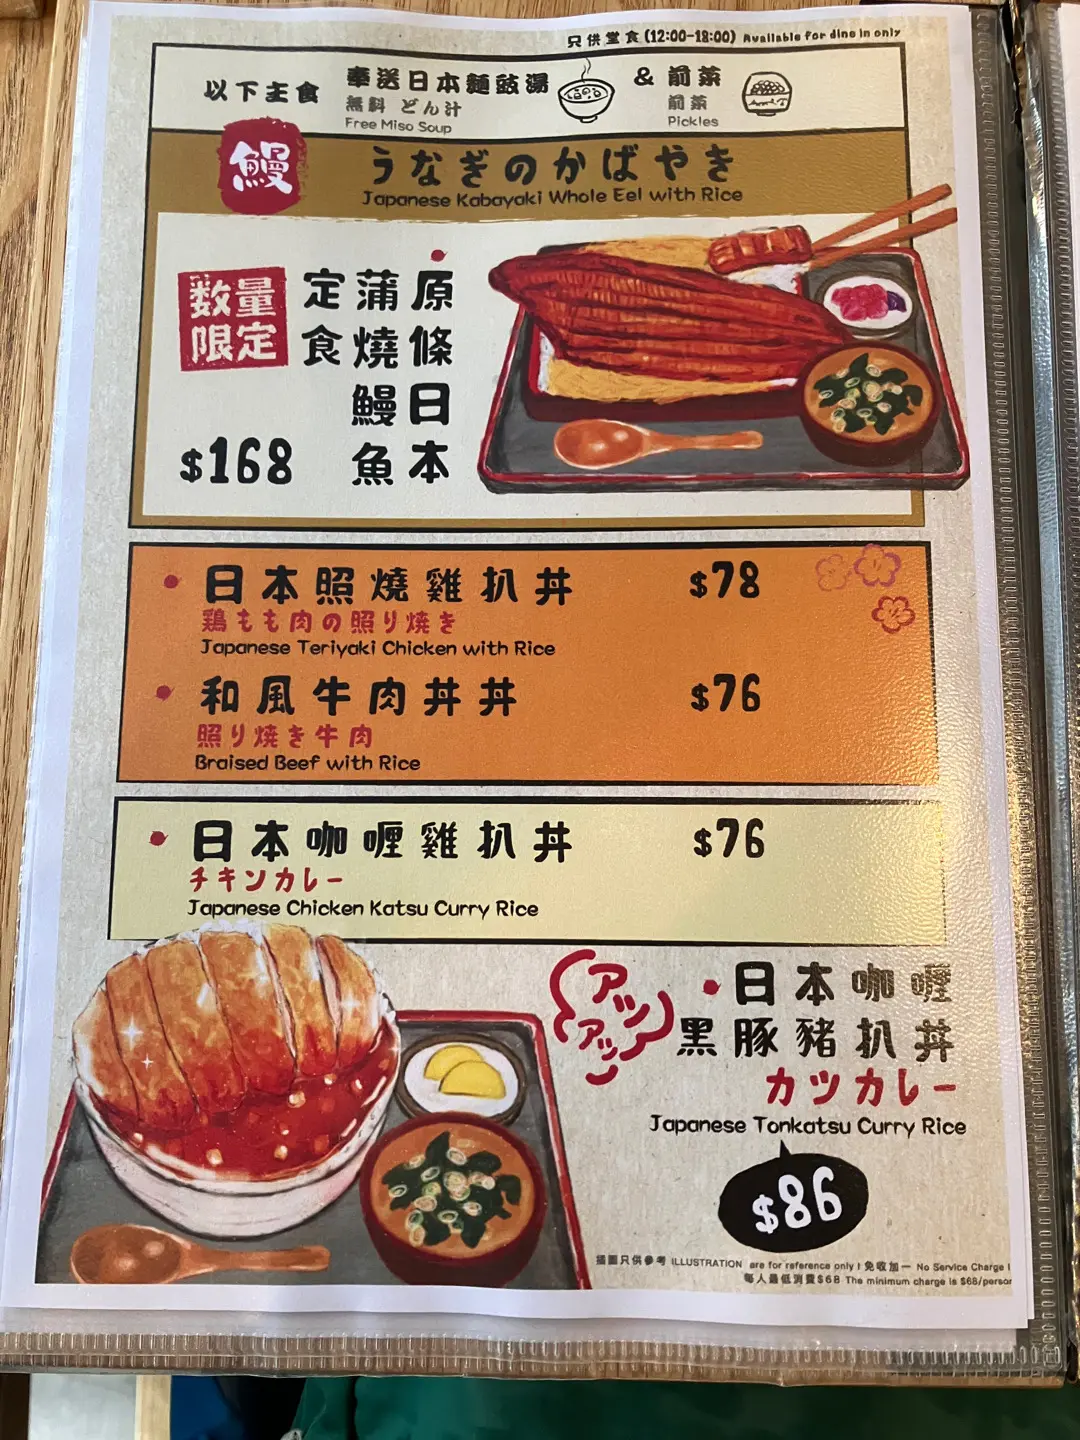 只供堂食(12:00-18:00) Available for dine in only
以下主食
奉送日本麵豉湯
無料 どん汁
Free Miso Soup
& 前菜
前菜
Pickles
鰻
うなぎのかばやき
Japanese Kabayaki Whole Eel with Rice
數量
限定
原條日本
蒲燒鰻魚
定食
$168
日本照燒雞扒丼 $78
鶏もも肉の照り焼き
Japanese Teriyaki Chicken with Rice
和風牛肉丼丼 $76
照り焼き牛肉
Braised Beef with Rice
日本咖喱雞扒丼 $76
チキンカレー
Japanese Chicken Katsu Curry Rice
アツ
アツ
日本咖喱
黑豚豬扒丼
カツカレー
Japanese Tonkatsu Curry Rice
$86
插圖只供參考 ILLUSTRATION are for reference only ! 免收加一 No Service Charge !
每人最低消費$68 The minimum charge is $68/person